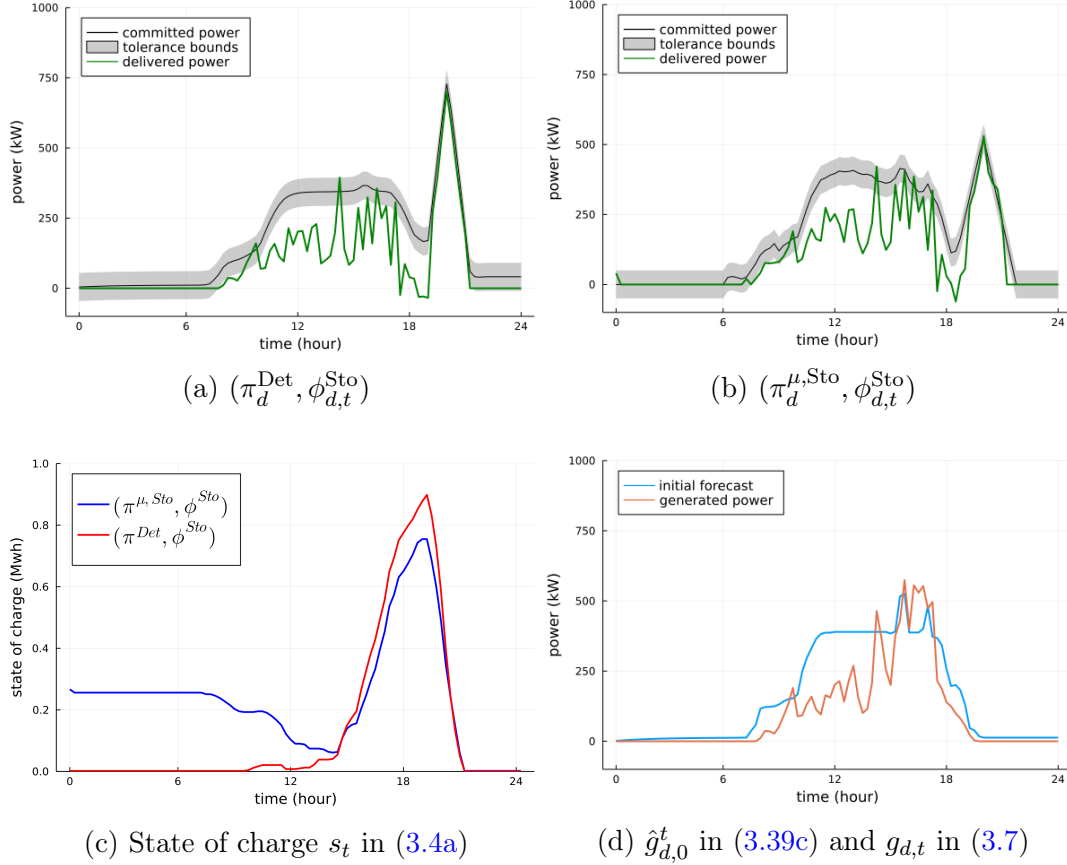 1000
750
500
250
0
power (kW)
committed power
tolerance bounds
delivered power
0 6 12 18 24
time (hour)
(a) (π_d^Det, ϕ_{d,t}^Sto)
1000
750
500
250
0
power (kW)
committed power
tolerance bounds
delivered power
0 6 12 18 24
time (hour)
(b) (π_d^{μ,Sto}, ϕ_{d,t}^Sto)
1.0
0.8
0.6
0.4
0.2
0.0
state of charge (Mwh)
(π^{μ, Sto}, ϕ^{Sto})
(π^{Det}, ϕ^{Sto})
0 6 12 18 24
time (hour)
(c) State of charge s_t in (3.4a)
1000
750
500
250
0
power (kW)
initial forecast
generated power
0 6 12 18 24
time (hour)
(d) ĝ_{d,0}^t in (3.39c) and g_{d,t} in (3.7)